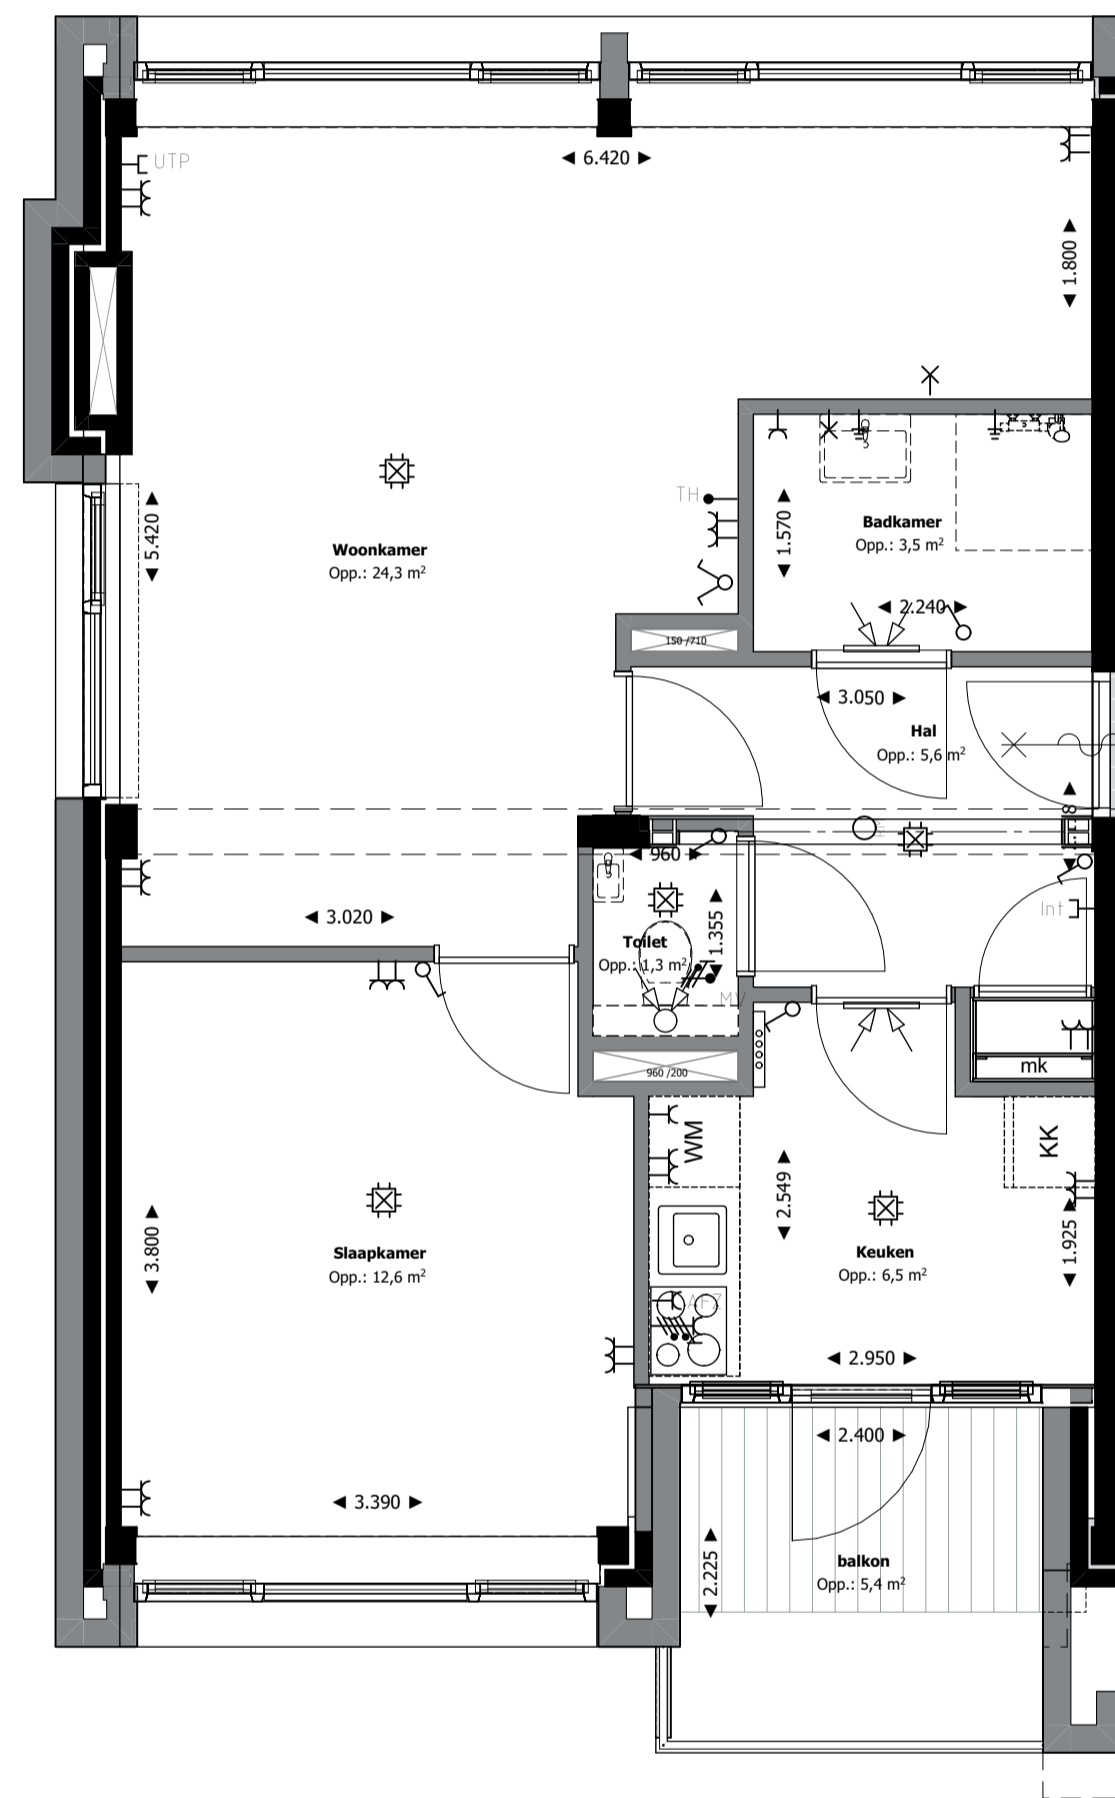 UTP
◄ 6.420 ►
◄ 1.800 ►
TH
◄ 5.420 ►
Woonkamer
Opp.: 24,3 m²
◄ 1.570 ►
Badkamer
Opp.: 3,5 m²
◄ 2.240 ►
150 /710
◄ 3.050 ►
Hal
Opp.: 5,6 m²
◄ 960 ►
◄ 3.020 ►
◄ 1.355 ►
Toilet
Opp.: 1,3 m²
Int
MV
960 /200
mk
WM
KK
◄ 2.549 ►
◄ 3.800 ►
Slaapkamer
Opp.: 12,6 m²
Keuken
Opp.: 6,5 m²
◄ 1.925 ►
AFZ
◄ 2.950 ►
◄ 2.400 ►
◄ 3.390 ►
◄ 2.225 ►
balkon
Opp.: 5,4 m²